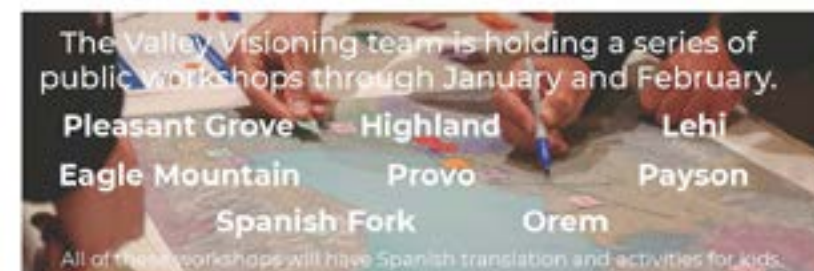 The Valley Visioning team is holding a series of
public workshops through January and February.
Pleasant Grove Highland Lehi
Eagle Mountain Provo Payson
Spanish Fork Orem
All of these workshops will have Spanish translation and activities for kids.